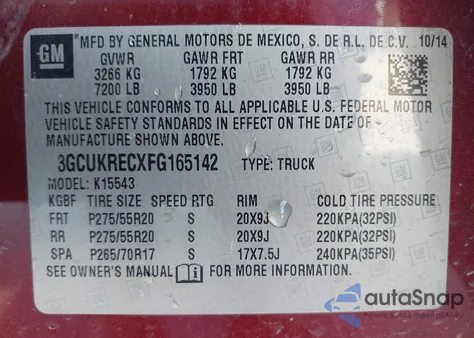 GM MFD BY GENERAL MOTORS DE MEXICO, S. DE R.L. DE C.V. 10/14
GVWR GAWR FRT GAWR RR
3266 KG 1792 KG 1792 KG
7200 LB 3950 LB 3950 LB
THIS VEHICLE CONFORMS TO ALL APPLICABLE U.S. FEDERAL MOTOR
VEHICLE SAFETY STANDARDS IN EFFECT ON THE DATE OF
MANUFACTURE SHOWN ABOVE.
3GCUKRECXFG165142 TYPE: TRUCK
MODEL: K15543
KGBF TIRE SIZE SPEED RTG RIM COLD TIRE PRESSURE
FRT P275/55R20 S 20X9J 220KPA(32PSI)
RR P275/55R20 S 20X9J 220KPA(32PSI)
SPA P265/70R17 S 17X7.5J 240KPA(35PSI)
SEE OWNER'S MANUAL i FOR MORE INFORMATION.
autoSnap